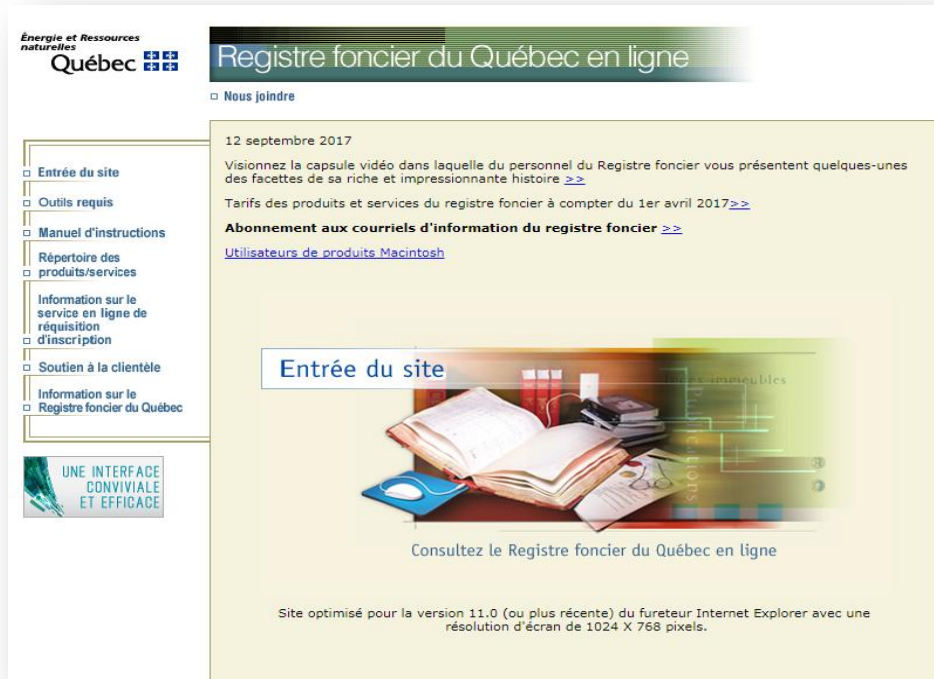 Énergie et Ressources
naturelles
Québec
Registre foncier du Québec en ligne
Nous joindre
Entrée du site
Outils requis
Manuel d'instructions
Répertoire des
produits/services
Information sur le
service en ligne de
réquisition
d'inscription
Soutien à la clientèle
Information sur le
Registre foncier du Québec
UNE INTERFACE
CONVIVIALE
ET EFFICACE
12 septembre 2017
Visionnez la capsule vidéo dans laquelle du personnel du Registre foncier vous présentent quelques-unes
des facettes de sa riche et impressionnante histoire >>
Tarifs des produits et services du registre foncier à compter du 1er avril 2017>>
Abonnement aux courriels d'information du registre foncier >>
Utilisateurs de produits Macintosh
Entrée du site
immeubles
Publications
Consultez le Registre foncier du Québec en ligne
Site optimisé pour la version 11.0 (ou plus récente) du fureteur Internet Explorer avec une
résolution d'écran de 1024 X 768 pixels.